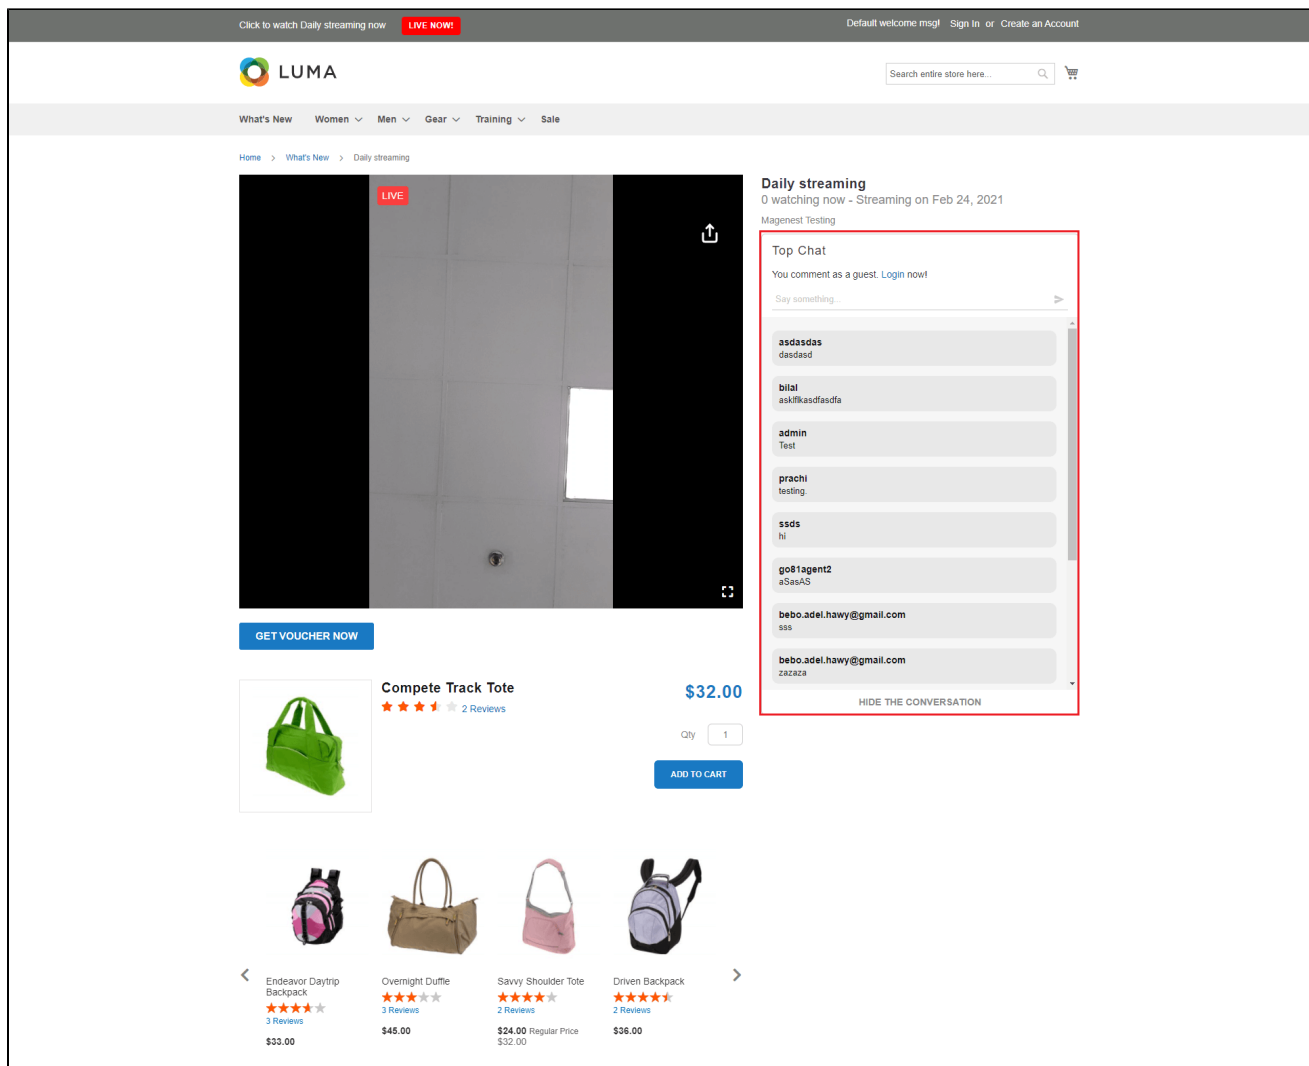 Click to watch Daily streaming now LIVE NOW!
Default welcome msg! Sign In or Create an Account
LUMA
Search entire store here...
What's New Women Men Gear Training Sale
Home > What's New > Daily streaming
LIVE
Daily streaming
0 watching now - Streaming on Feb 24, 2021
Magenest Testing
Top Chat
You comment as a guest. Login now!
Say something...
asdasdas
dasdasd
bilal
asklflkasdfasdfa
admin
Test
prachi
testing.
ssds
hi
go81agent2
aSasAS
bebo.adel.hawy@gmail.com
sss
bebo.adel.hawy@gmail.com
zazaza
HIDE THE CONVERSATION
GET VOUCHER NOW
Compete Track Tote
$32.00
2 Reviews
Qty 1
ADD TO CART
Endeavor Daytrip
Backpack
3 Reviews
$33.00
Overnight Duffle
3 Reviews
$45.00
Savvy Shoulder Tote
2 Reviews
$24.00 Regular Price
$32.00
Driven Backpack
2 Reviews
$36.00